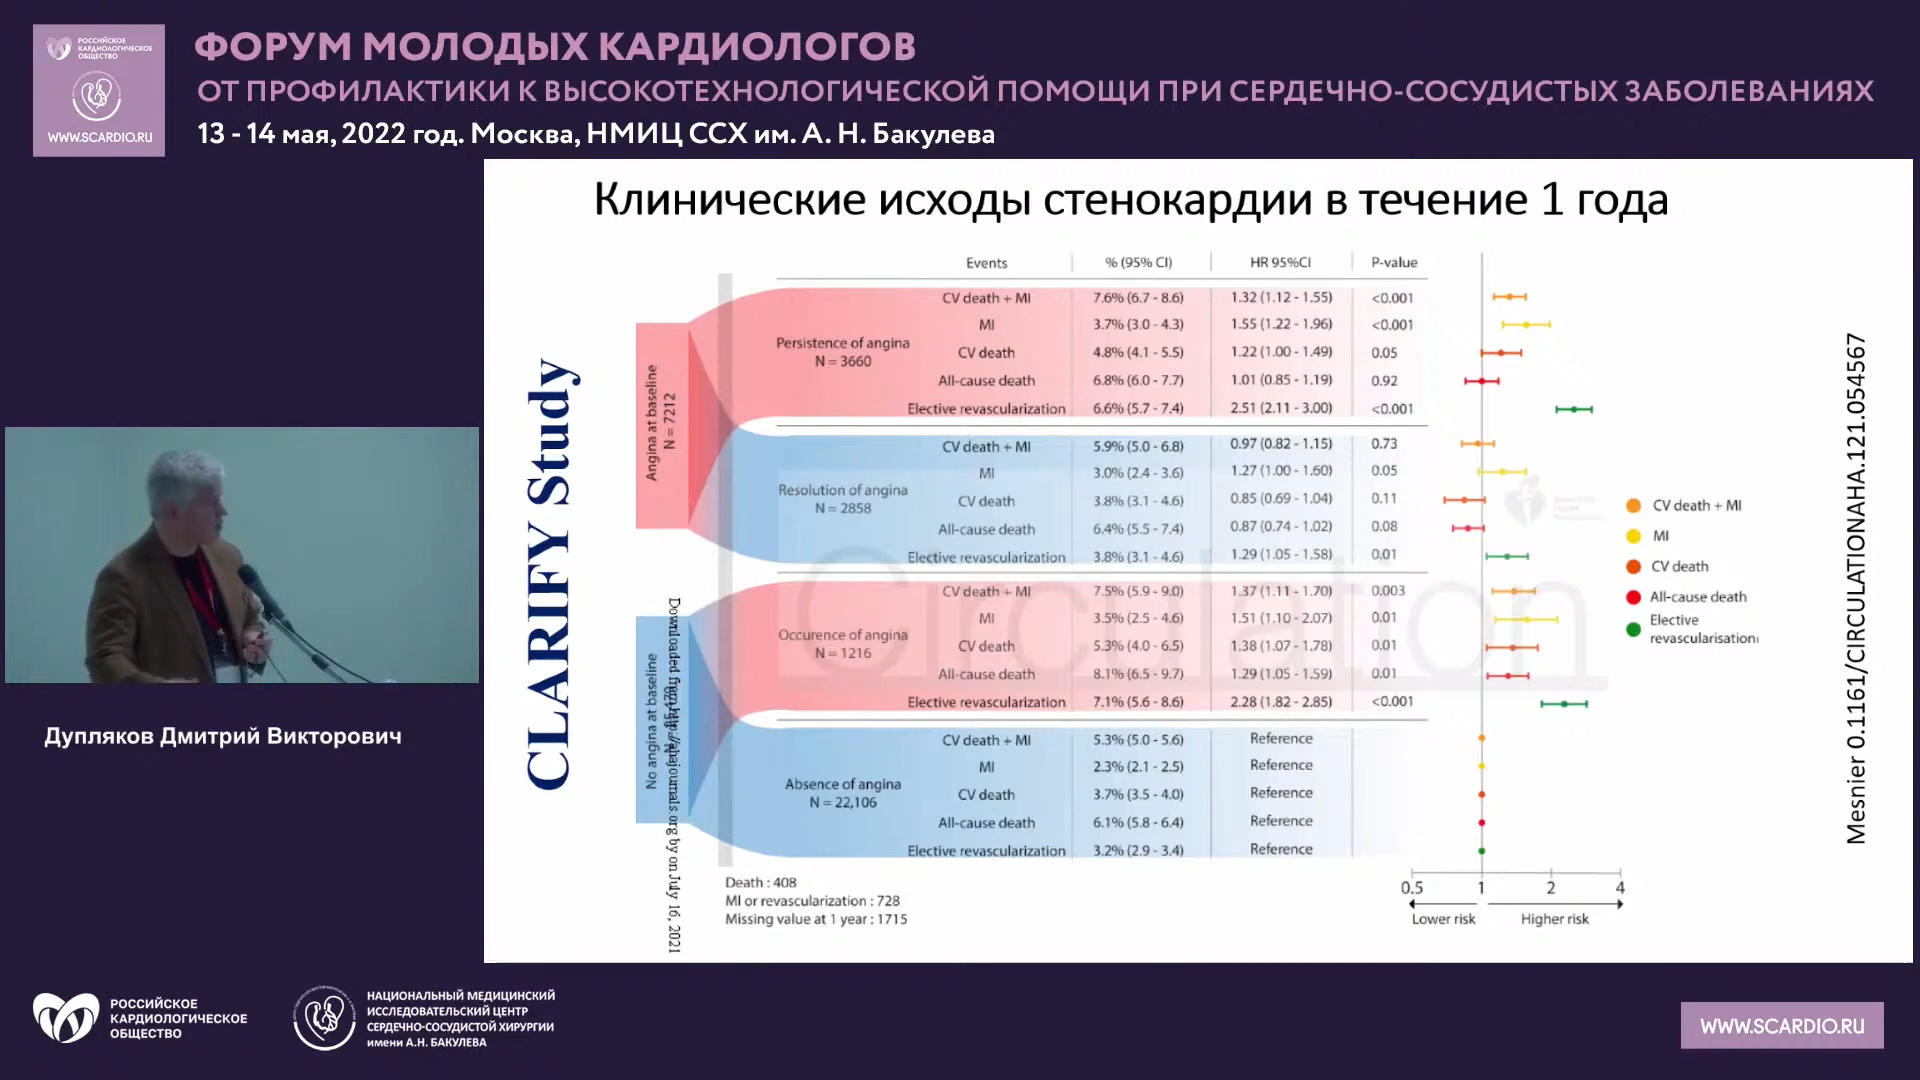 РОССИЙСКОЕ
КАРДИОЛОГИЧЕСКОЕ
ОБЩЕСТВО
WWW.SCARDIO.RU
ФОРУМ МОЛОДЫХ КАРДИОЛОГОВ
ОТ ПРОФИЛАКТИКИ К ВЫСОКОТЕХНОЛОГИЧЕСКОЙ ПОМОЩИ ПРИ СЕРДЕЧНО-СОСУДИСТЫХ ЗАБОЛЕВАНИЯХ
13 - 14 мая, 2022 год. Москва, НМИЦ ССХ им. А. Н. Бакулева
Клинические исходы стенокардии в течение 1 года
CLARIFY Study
Events % (95% CI) HR 95%CI P-value
Angina at baseline
N = 7212
Persistence of angina
N = 3660
CV death + MI 7.6% (6.7 - 8.6) 1.32 (1.12 - 1.55) <0.001
MI 3.7% (3.0 - 4.3) 1.55 (1.22 - 1.96) <0.001
CV death 4.8% (4.1 - 5.5) 1.22 (1.00 - 1.49) 0.05
All-cause death 6.8% (6.0 - 7.7) 1.01 (0.85 - 1.19) 0.92
Elective revascularization 6.6% (5.7 - 7.4) 2.51 (2.11 - 3.00) <0.001
Resolution of angina
N = 2858
CV death + MI 5.9% (5.0 - 6.8) 0.97 (0.82 - 1.15) 0.73
MI 3.0% (2.4 - 3.6) 1.27 (1.00 - 1.60) 0.05
CV death 3.8% (3.1 - 4.6) 0.85 (0.69 - 1.04) 0.11
All-cause death 6.4% (5.5 - 7.4) 0.87 (0.74 - 1.02) 0.08
Elective revascularization 3.8% (3.1 - 4.6) 1.29 (1.05 - 1.58) 0.01
No angina at baseline
Occurence of angina
N = 1216
CV death + MI 7.5% (5.9 - 9.0) 1.37 (1.11 - 1.70) 0.003
MI 3.5% (2.5 - 4.6) 1.51 (1.10 - 2.07) 0.01
CV death 5.3% (4.0 - 6.5) 1.38 (1.07 - 1.78) 0.01
All-cause death 8.1% (6.5 - 9.7) 1.29 (1.05 - 1.59) 0.01
Elective revascularization 7.1% (5.6 - 8.6) 2.28 (1.82 - 2.85) <0.001
Absence of angina
N = 22,106
CV death + MI 5.3% (5.0 - 5.6) Reference
MI 2.3% (2.1 - 2.5) Reference
CV death 3.7% (3.5 - 4.0) Reference
All-cause death 6.1% (5.8 - 6.4) Reference
Elective revascularization 3.2% (2.9 - 3.4) Reference
Circulation
Downloaded from http://ahajournals.org by on July 16, 2021
Death : 408
MI or revascularization : 728
Missing value at 1 year : 1715
0.5 1 2 4
Lower risk Higher risk
CV death + MI
MI
CV death
All-cause death
Elective
revascularisation
Mesnier 0.1161/CIRCULATIONAHA.121.054567
Дупляков Дмитрий Викторович
РОССИЙСКОЕ
КАРДИОЛОГИЧЕСКОЕ
ОБЩЕСТВО
НАЦИОНАЛЬНЫЙ МЕДИЦИНСКИЙ
ИССЛЕДОВАТЕЛЬСКИЙ ЦЕНТР
СЕРДЕЧНО-СОСУДИСТОЙ ХИРУРГИИ
имени А.Н. БАКУЛЕВА
WWW.SCARDIO.RU